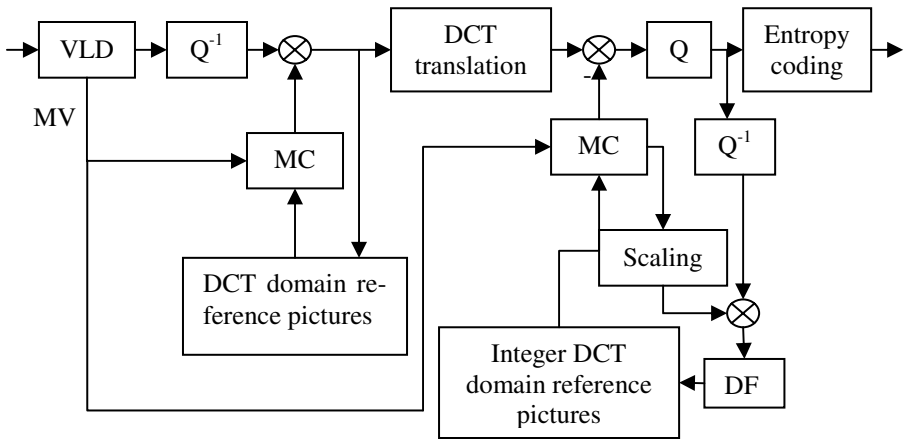 VLD
Q⁻¹
DCT
translation
Q
Entropy
coding
-
MV
MC
MC
Q⁻¹
Scaling
DCT domain re-
ference pictures
Integer DCT
domain reference
pictures
DF